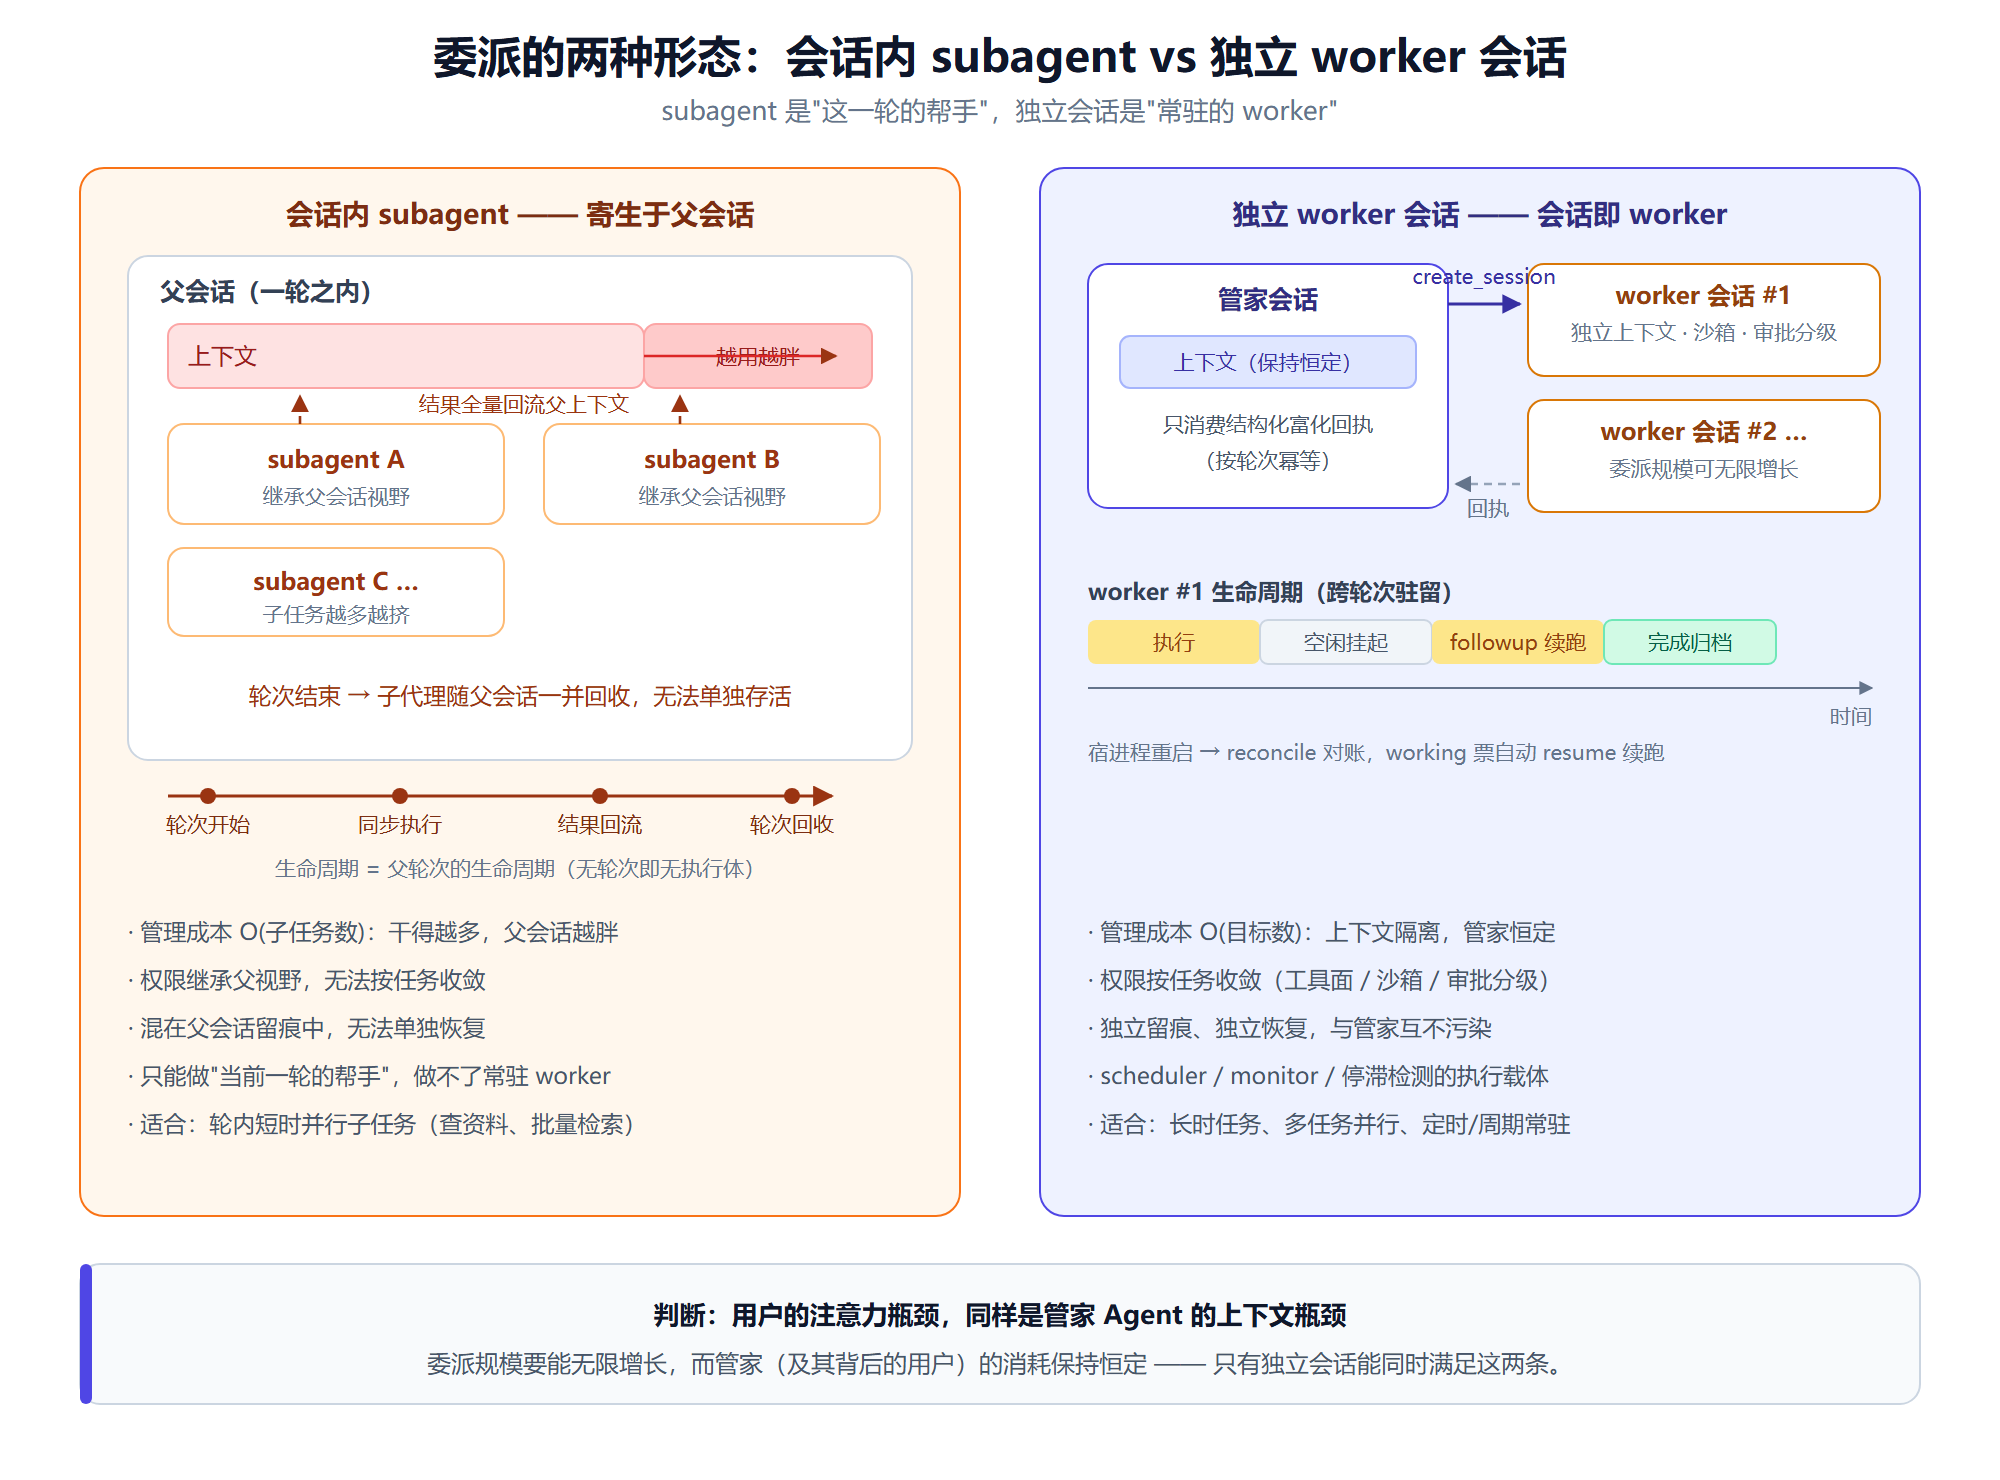 委派的两种形态：会话内 subagent vs 独立 worker 会话
subagent 是"这一轮的帮手"，独立会话是"常驻的 worker"
会话内 subagent —— 寄生于父会话
父会话（一轮之内）
上下文
越用越胖
结果全量回流父上下文
subagent A
继承父会话视野
subagent B
继承父会话视野
subagent C ...
子任务越多越挤
轮次结束 → 子代理随父会话一并回收，无法单独存活
轮次开始
同步执行
结果回流
轮次回收
生命周期 = 父轮次的生命周期（无轮次即无执行体）
· 管理成本 O(子任务数)：干得越多，父会话越胖
· 权限继承父视野，无法按任务收敛
· 混在父会话留痕中，无法单独恢复
· 只能做"当前一轮的帮手"，做不了常驻 worker
· 适合：轮内短时并行子任务（查资料、批量检索）
独立 worker 会话 —— 会话即 worker
管家会话
上下文（保持恒定）
只消费结构化富化回执
（按轮次幂等）
create_session
worker 会话 #1
独立上下文 · 沙箱 · 审批分级
worker 会话 #2 ...
委派规模可无限增长
回执
worker #1 生命周期（跨轮次驻留）
执行
空闲挂起
followup 续跑
完成归档
时间
宿进程重启 → reconcile 对账，working 票自动 resume 续跑
· 管理成本 O(目标数)：上下文隔离，管家恒定
· 权限按任务收敛（工具面 / 沙箱 / 审批分级）
· 独立留痕、独立恢复，与管家互不污染
· scheduler / monitor / 停滞检测的执行载体
· 适合：长时任务、多任务并行、定时/周期常驻
判断：用户的注意力瓶颈，同样是管家 Agent 的上下文瓶颈
委派规模要能无限增长，而管家（及其背后的用户）的消耗保持恒定 —— 只有独立会话能同时满足这两条。